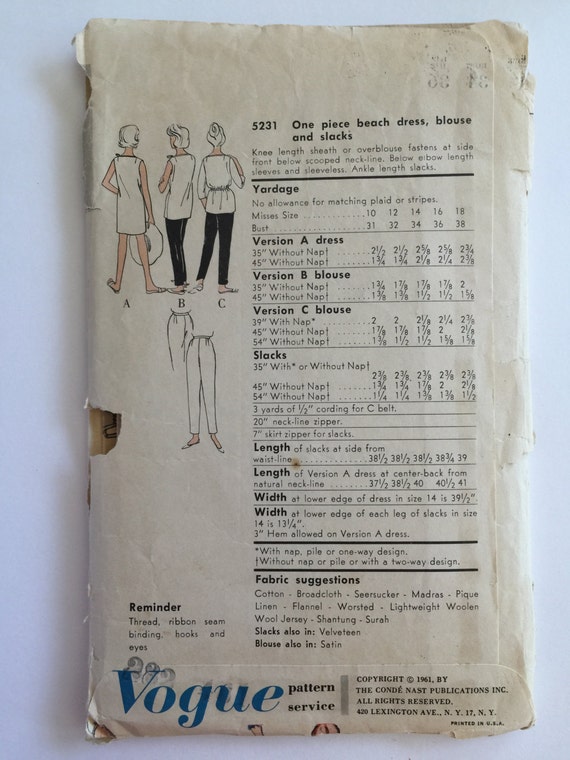 5231 One piece beach dress, blouse
and slacks
Knee length sheath or overblouse fastens at side
front below scooped neck-line. Below elbow length
sleeves and sleeveless. Ankle length slacks.
Yardage
No allowance for matching plaid or stripes.
Misses Size 10 12 14 16 18
Bust 31 32 34 36 38
Version A dress
35" Without Nap† 2½ 2½ 2⅝ 2⅝ 2¾
45" Without Nap† 1¾ 1¾ 2⅛ 2¼ 2⅜
Version B blouse
35" Without Nap† 1¾ 1⅞ 1⅞ 1⅞ 2
45" Without Nap† 1⅜ 1⅜ 1½ 1½ 1⅝
Version C blouse
39" With Nap* 2 2 2⅛ 2¼ 2⅜
45" Without Nap† 1⅞ 1⅞ 1⅞ 2 2⅛
54" Without Nap† 1⅜ 1½ 1½ 1⅝ 1⅝
Slacks
35" With* or Without Nap†
2⅜ 2⅜ 2⅜ 2⅜ 2⅜
45" Without Nap† 1¾ 1¾ 1⅞ 2 2⅛
54" Without Nap† 1¼ 1¼ 1⅜ 1⅜ 1½
3 yards of ½" cording for C belt.
20" neck-line zipper.
7" skirt zipper for slacks.
Length of slacks at side from
waist-line 38½ 38½ 38½ 38¾ 39
Length of Version A dress at center-back from
natural neck-line 37½ 38½ 40 40½ 41
Width at lower edge of dress in size 14 is 39½".
Width at lower edge of each leg of slacks in size
14 is 13¼".
3" Hem allowed on Version A dress.
*With nap, pile or one-way design.
†Without nap or pile or with a two-way design.
Fabric suggestions
Cotton - Broadcloth - Seersucker - Madras - Pique
Linen - Flannel - Worsted - Lightweight Woolen
Wool Jersey - Shantung - Surah
Slacks also in: Velveteen
Blouse also in: Satin
A B C
Reminder
Thread, ribbon seam
binding, hooks and
eyes
Vogue pattern
service
COPYRIGHT © 1961, BY
THE CONDÉ NAST PUBLICATIONS INC.
ALL RIGHTS RESERVED.
420 LEXINGTON AVE., N. Y. 17, N. Y.
PRINTED IN U.S.A.